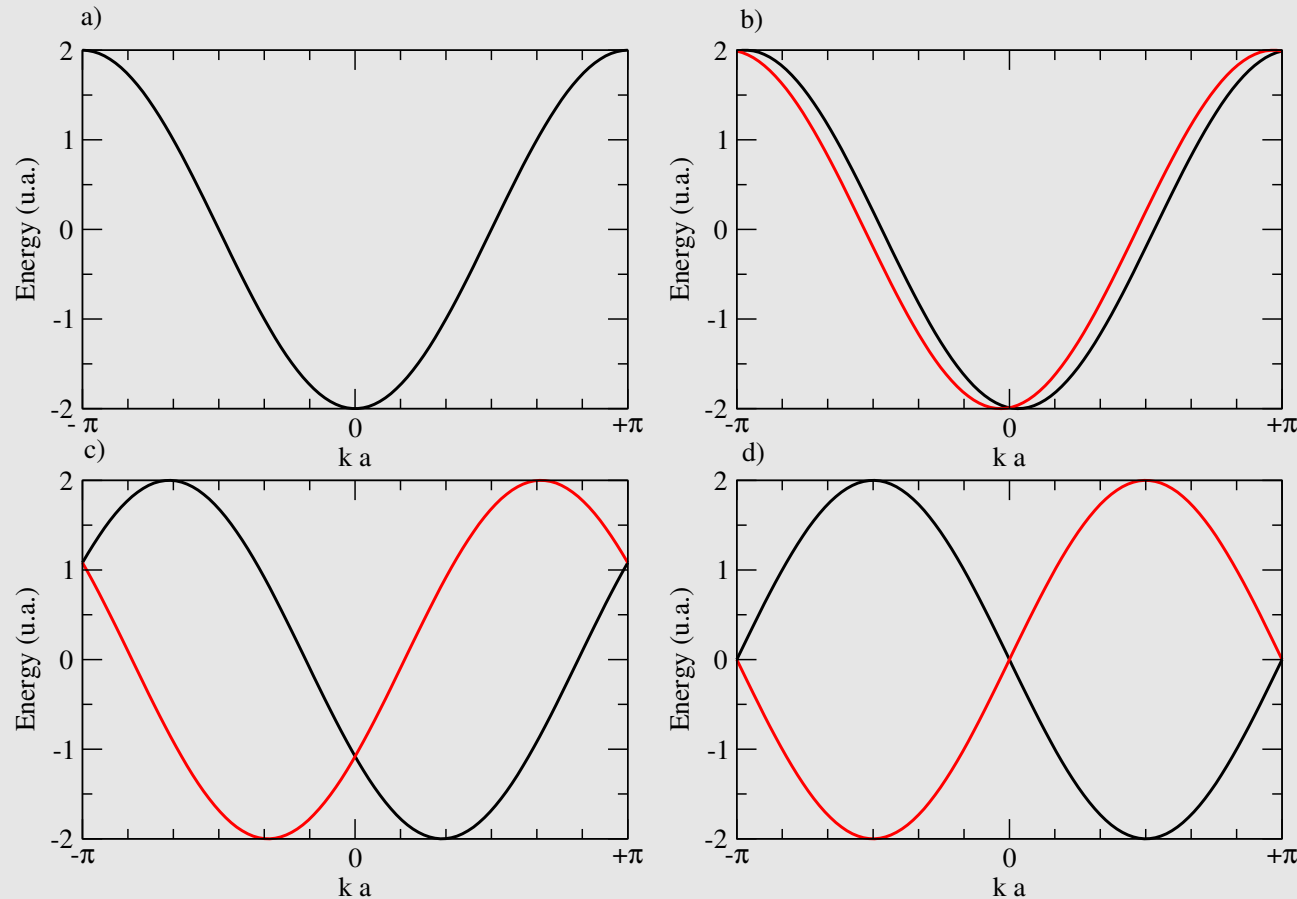 a)
2
1
0
-1
-2
Energy (u.a.)
- π
0
+π
k a
b)
2
1
0
-1
-2
Energy (u.a.)
-π
0
+π
k a
c)
2
1
0
-1
-2
Energy (u.a.)
-π
0
+π
k a
d)
2
1
0
-1
-2
Energy (u.a.)
-π
0
+π
k a